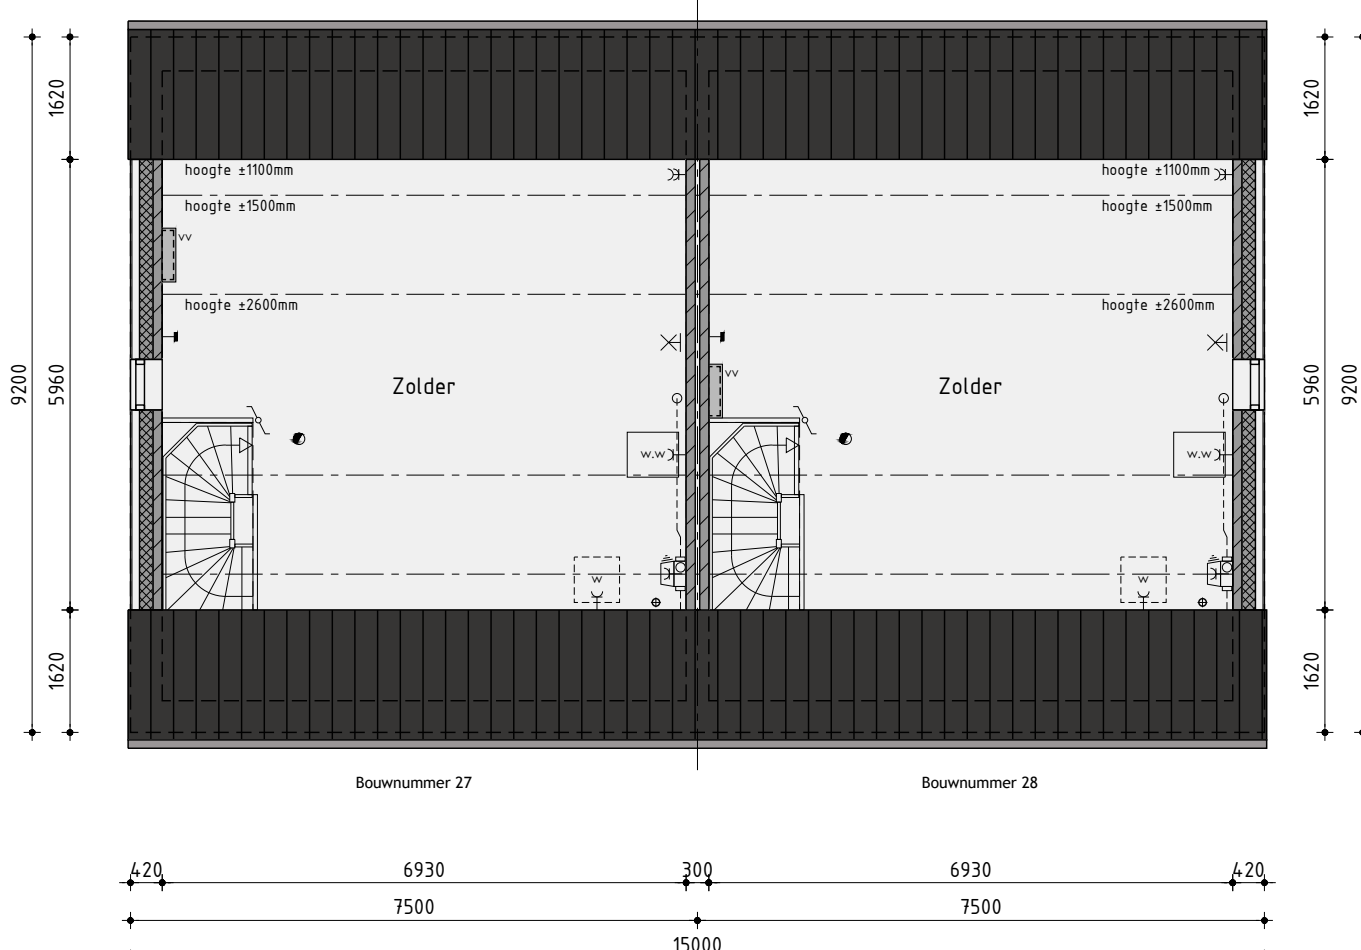 1620
1620
hoogte ±1100mm
hoogte ±1100mm
hoogte ±1500mm
hoogte ±1500mm
vv
hoogte ±2600mm
hoogte ±2600mm
9200
5960
Zolder
vv
Zolder
5960
9200
w.w
w.w
w
w
1620
1620
Bouwnummer 27
Bouwnummer 28
420
6930
300
6930
420
7500
7500
15000